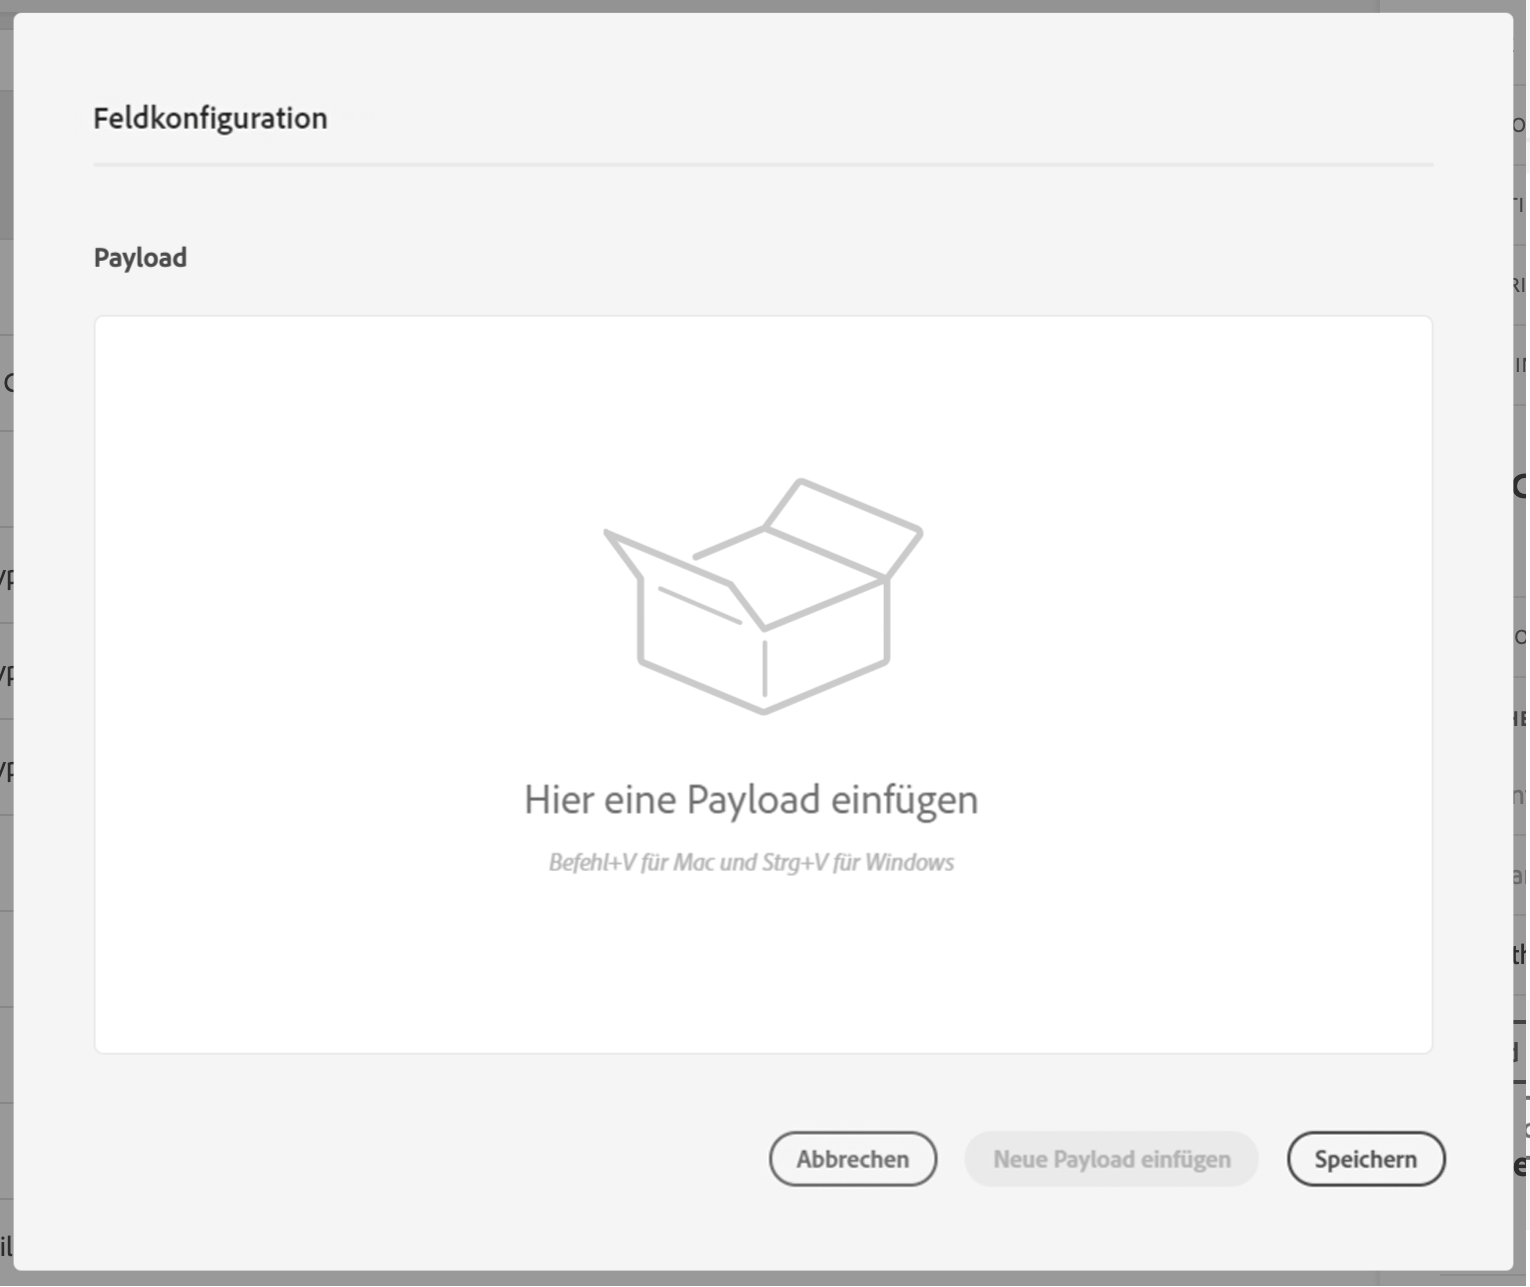 Feldkonfiguration
Payload
Hier eine Payload einfügen
Befehl+V für Mac und Strg+V für Windows
Abbrechen
Neue Payload einfügen
Speichern